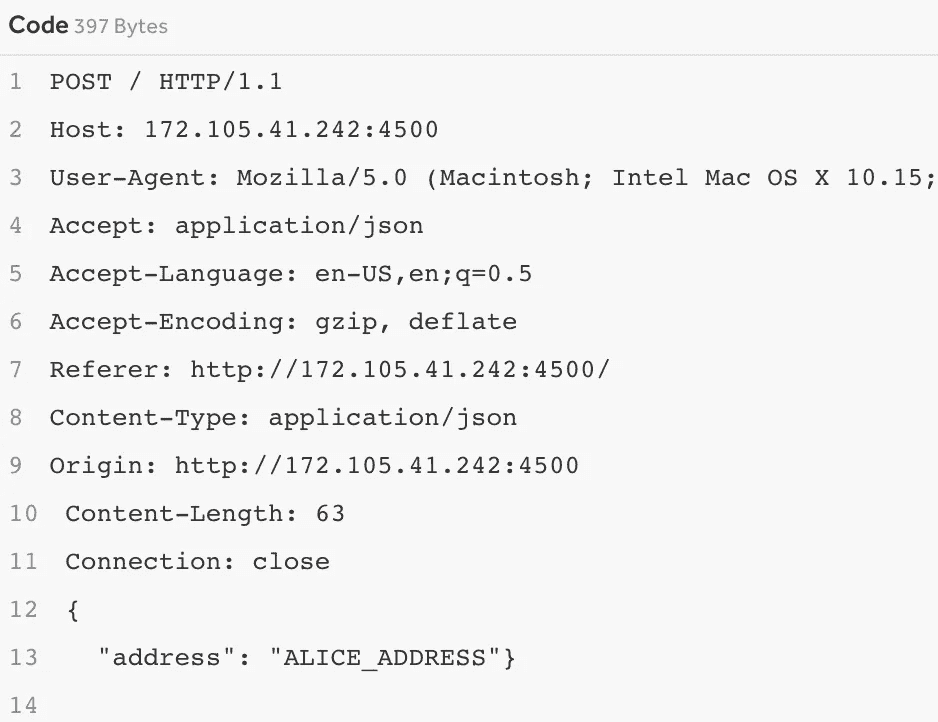 Code 397 Bytes
1 POST / HTTP/1.1
2 Host: 172.105.41.242:4500
3 User-Agent: Mozilla/5.0 (Macintosh; Intel Mac OS X 10.15;
4 Accept: application/json
5 Accept-Language: en-US,en;q=0.5
6 Accept-Encoding: gzip, deflate
7 Referer: http://172.105.41.242:4500/
8 Content-Type: application/json
9 Origin: http://172.105.41.242:4500
10 Content-Length: 63
11 Connection: close
12 {
13 "address": "ALICE_ADDRESS"}
14